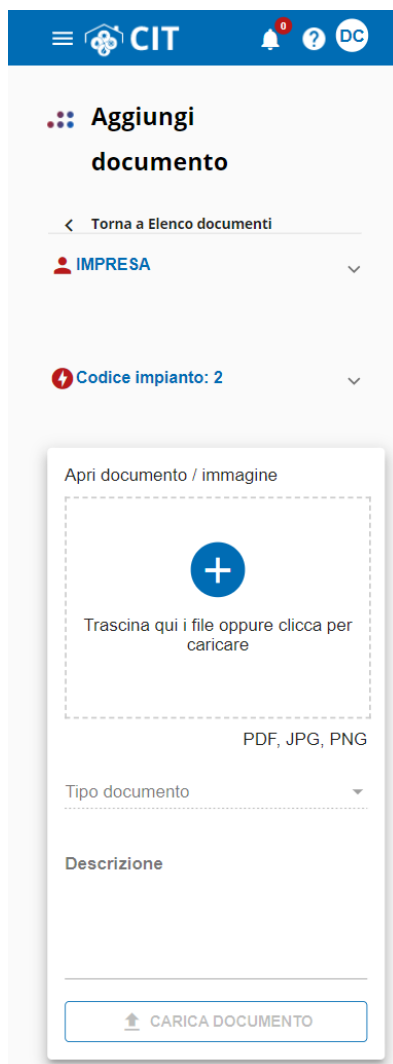 CIT
0
?
DC
Aggiungi
documento
Torna a Elenco documenti
IMPRESA
Codice impianto: 2
Apri documento / immagine
Trascina qui i file oppure clicca per
caricare
PDF, JPG, PNG
Tipo documento
Descrizione
CARICA DOCUMENTO